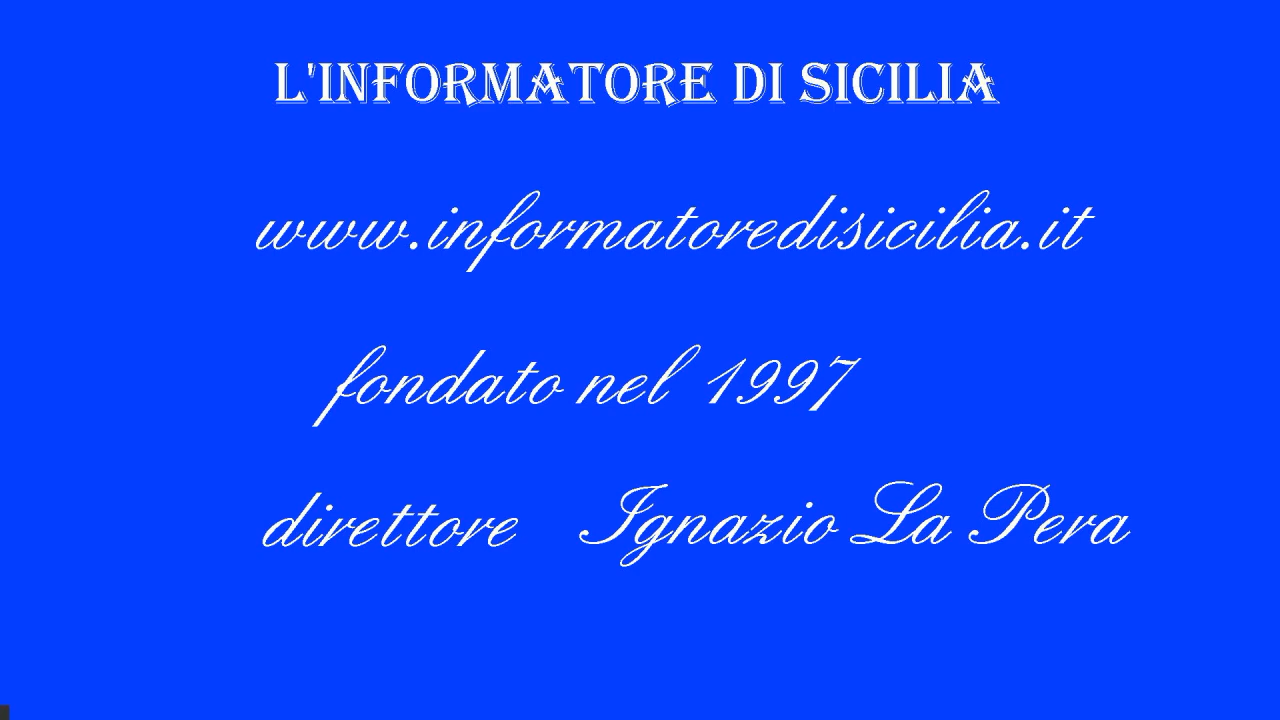 L'INFORMATORE DI SICILIA
www.informatoredisicilia.it
fondato nel 1997
direttore Ignazio La Pera